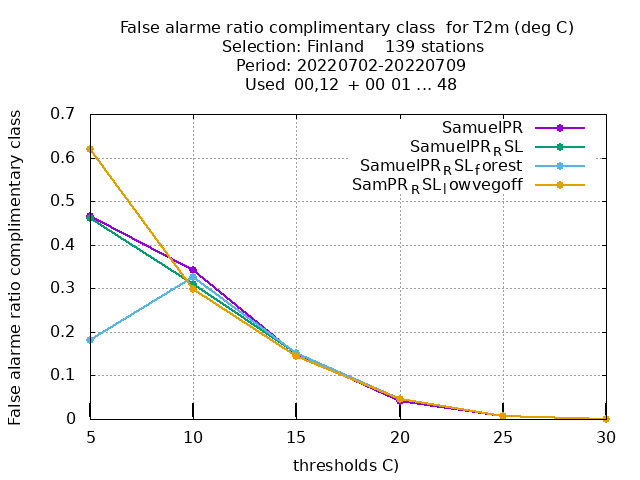 False alarme ratio complimentary class  for T2m (deg C)
Selection: Finland    139 stations
Period: 20220702-20220709
Used  00,12  + 00 01 ... 48
False alarme ratio complimentary class
0.7
0.6
0.5
0.4
0.3
0.2
0.1
0
SamuelPR
SamuelPR_RSL
SamuelPR_RSL_forest
SamPR_RSL_lowvegoff
5 10 15 20 25 30
thresholds C)